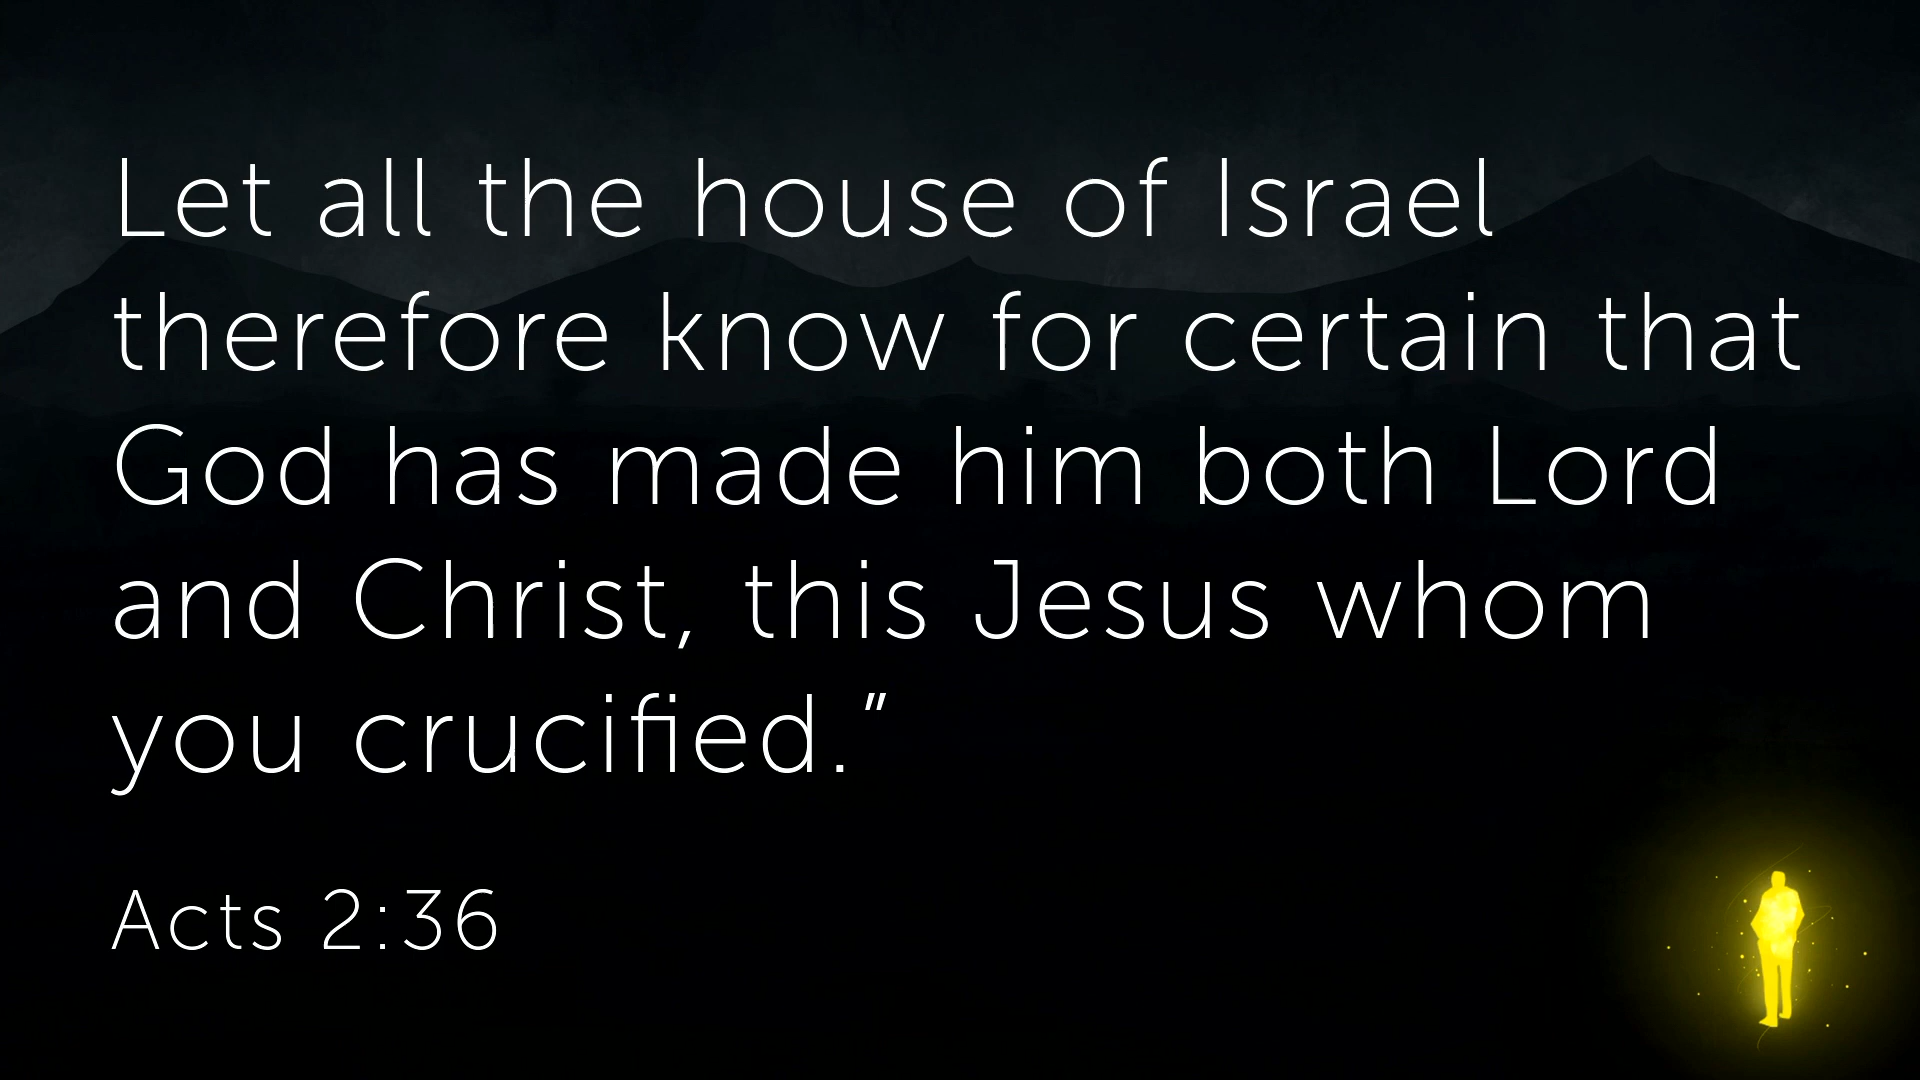 Let all the house of Israel
therefore know for certain that
God has made him both Lord
and Christ, this Jesus whom
you crucified.”
Acts 2:36